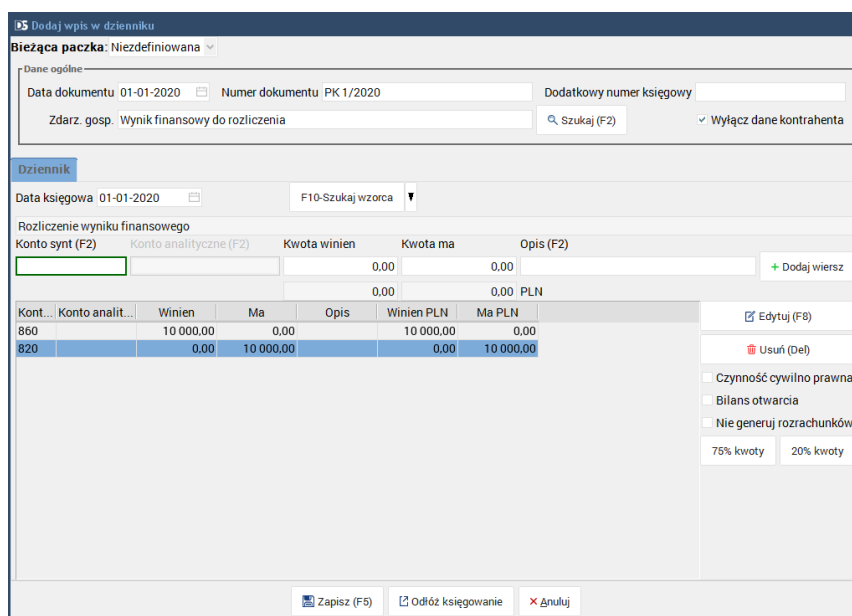 DS Dodaj wpis w dzienniku
Bieżąca paczka: Niezdefiniowana
Dane ogólne
Data dokumentu 01-01-2020 Numer dokumentu PK 1/2020 Dodatkowy numer księgowy
Zdarz. gosp. Wynik finansowy do rozliczenia Szukaj (F2) Wyłącz dane kontrahenta
Dziennik
Data księgowa 01-01-2020 F10-Szukaj wzorca
Rozliczenie wyniku finansowego
Konto synt (F2) Konto analityczne (F2) Kwota winien Kwota ma Opis (F2)
0,00 0,00 + Dodaj wiersz
0,00 0,00 PLN
Kont... Konto analit... Winien Ma Opis Winien PLN Ma PLN
860 10 000,00 0,00 10 000,00 0,00
820 0,00 10 000,00 0,00 10 000,00
Edytuj (F8)
Usuń (Del)
Czynność cywilno prawna
Bilans otwarcia
Nie generuj rozrachunków
75% kwoty 20% kwoty
Zapisz (F5) Odłóż księgowanie Anuluj